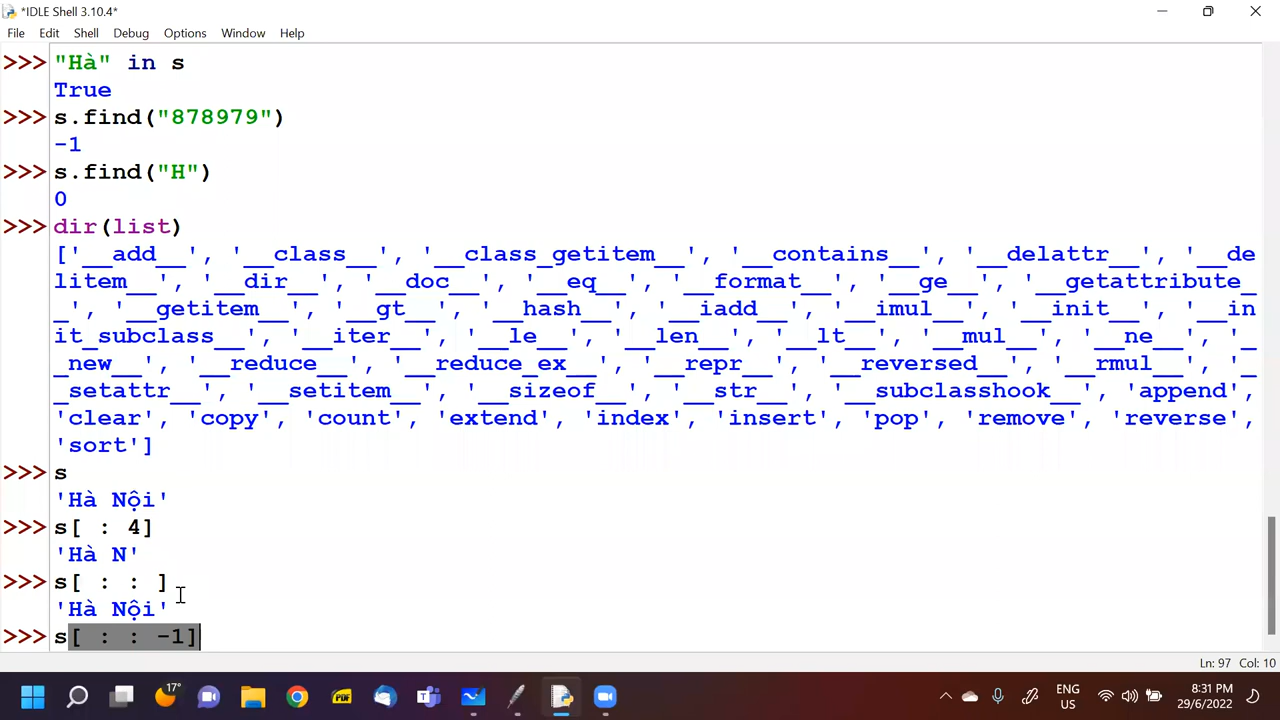 *IDLE Shell 3.10.4*
File Edit Shell Debug Options Window Help
>>> "Hà" in s
True
>>> s.find("878979")
-1
>>> s.find("H")
0
>>> dir(list)
['__add__', '__class__', '__class_getitem__', '__contains__', '__delattr__', '__de
litem__', '__dir__', '__doc__', '__eq__', '__format__', '__ge__', '__getattribute_
_', '__getitem__', '__gt__', '__hash__', '__iadd__', '__imul__', '__init__', '__in
it_subclass__', '__iter__', '__le__', '__len__', '__lt__', '__mul__', '__ne__', '_
_new__', '__reduce__', '__reduce_ex__', '__repr__', '__reversed__', '__rmul__', '_
_setattr__', '__setitem__', '__sizeof__', '__str__', '__subclasshook__', 'append',
'clear', 'copy', 'count', 'extend', 'index', 'insert', 'pop', 'remove', 'reverse',
'sort']
>>> s
'Hà Nội'
>>> s[ : 4]
'Hà N'
>>> s[ : : ]
'Hà Nội'
>>> s[ : : -1]
Ln: 97 Col: 10
17°
PDF
ENG
US
8:31 PM
29/6/2022